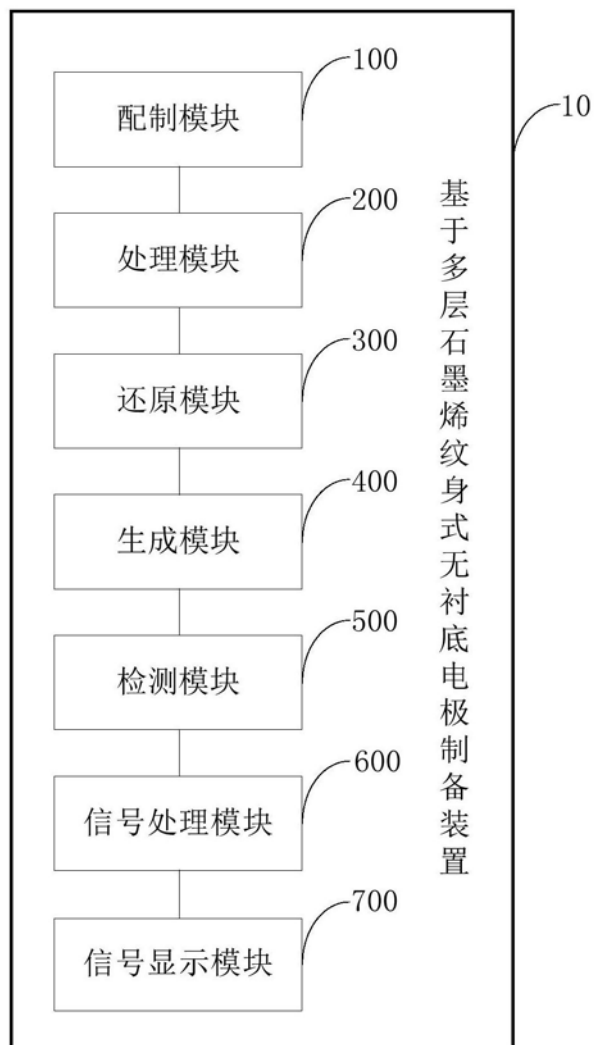 100
配制模块
10
200
处理模块
300
还原模块
400
生成模块
500
检测模块
600
信号处理模块
700
信号显示模块
基于多层石墨烯纹身式无衬底电极制备装置